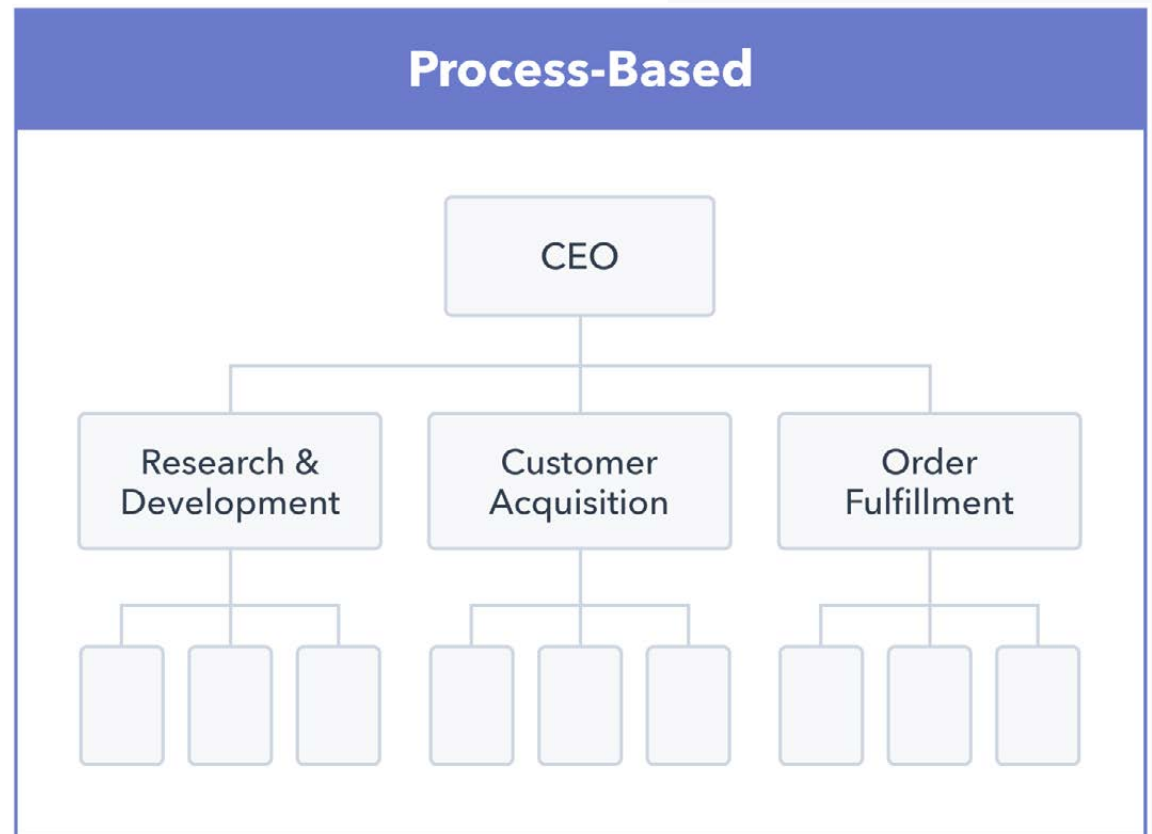 Process-Based
CEO
Research &
Development
Customer
Acquisition
Order
Fulfillment